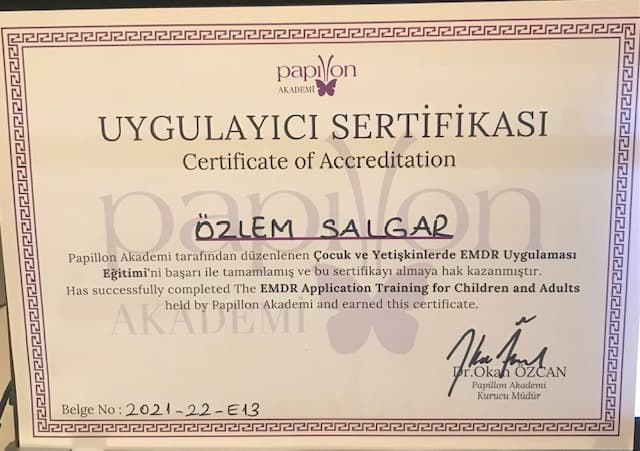 papillon
AKADEMİ
UYGULAYICI SERTİFİKASI
Certificate of Accreditation
ÖZLEM SALGAR
Papillon Akademi tarafından düzenlenen Çocuk ve Yetişkinlerde EMDR Uygulaması
Eğitimi'ni başarı ile tamamlamış ve bu sertifikayı almaya hak kazanmıştır.
Has successfully completed The EMDR Application Training for Children and Adults
held by Papillon Akademi and earned this certificate.
papillon
AKADEMİ
Dr.Okan ÖZCAN
Papillon Akademi
Kurucu Müdür
Belge No : 2021-22-E13